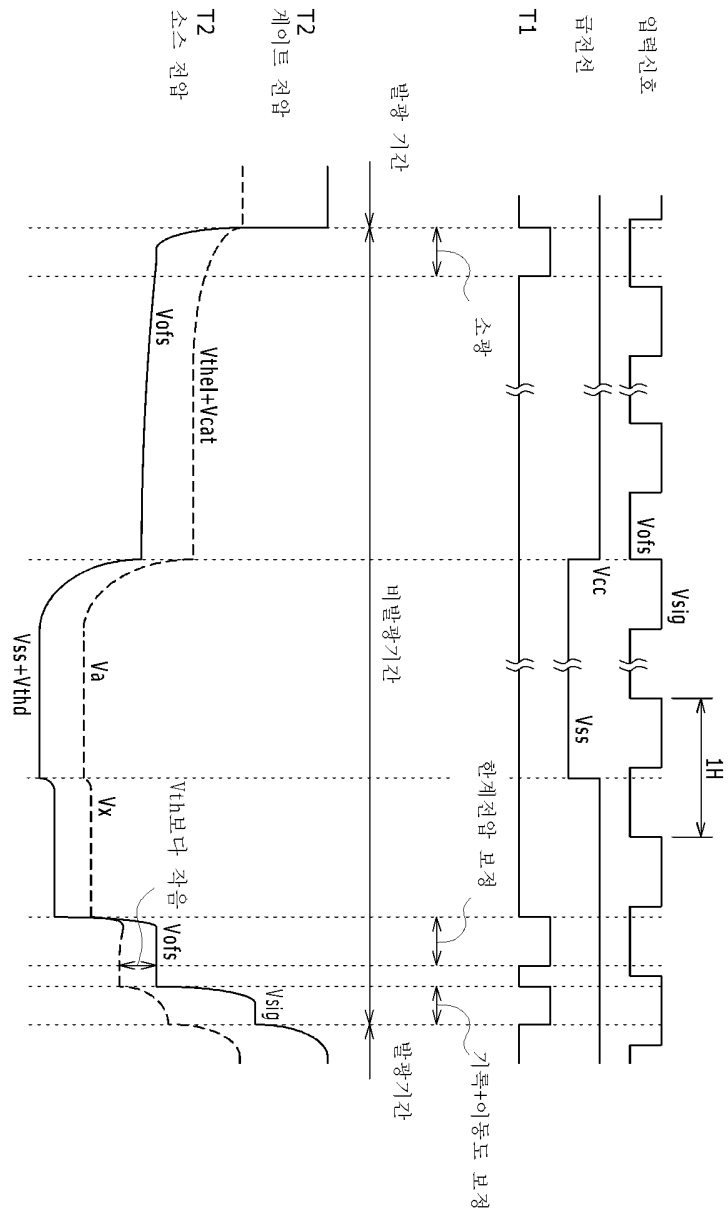 입력신호
급전선
T1
발광 기간
T2
게이트 전압
T2
소스 전압
1H
Vsig
Vofs
Vcc
Vss
소광
한계전압 보정
기록+이동도 보정
비발광기간
발광기간
Vthel+Vcat
Vofs
Va
Vss+Vthd
Vx
Vth보다 작음
Vofs
Vsig